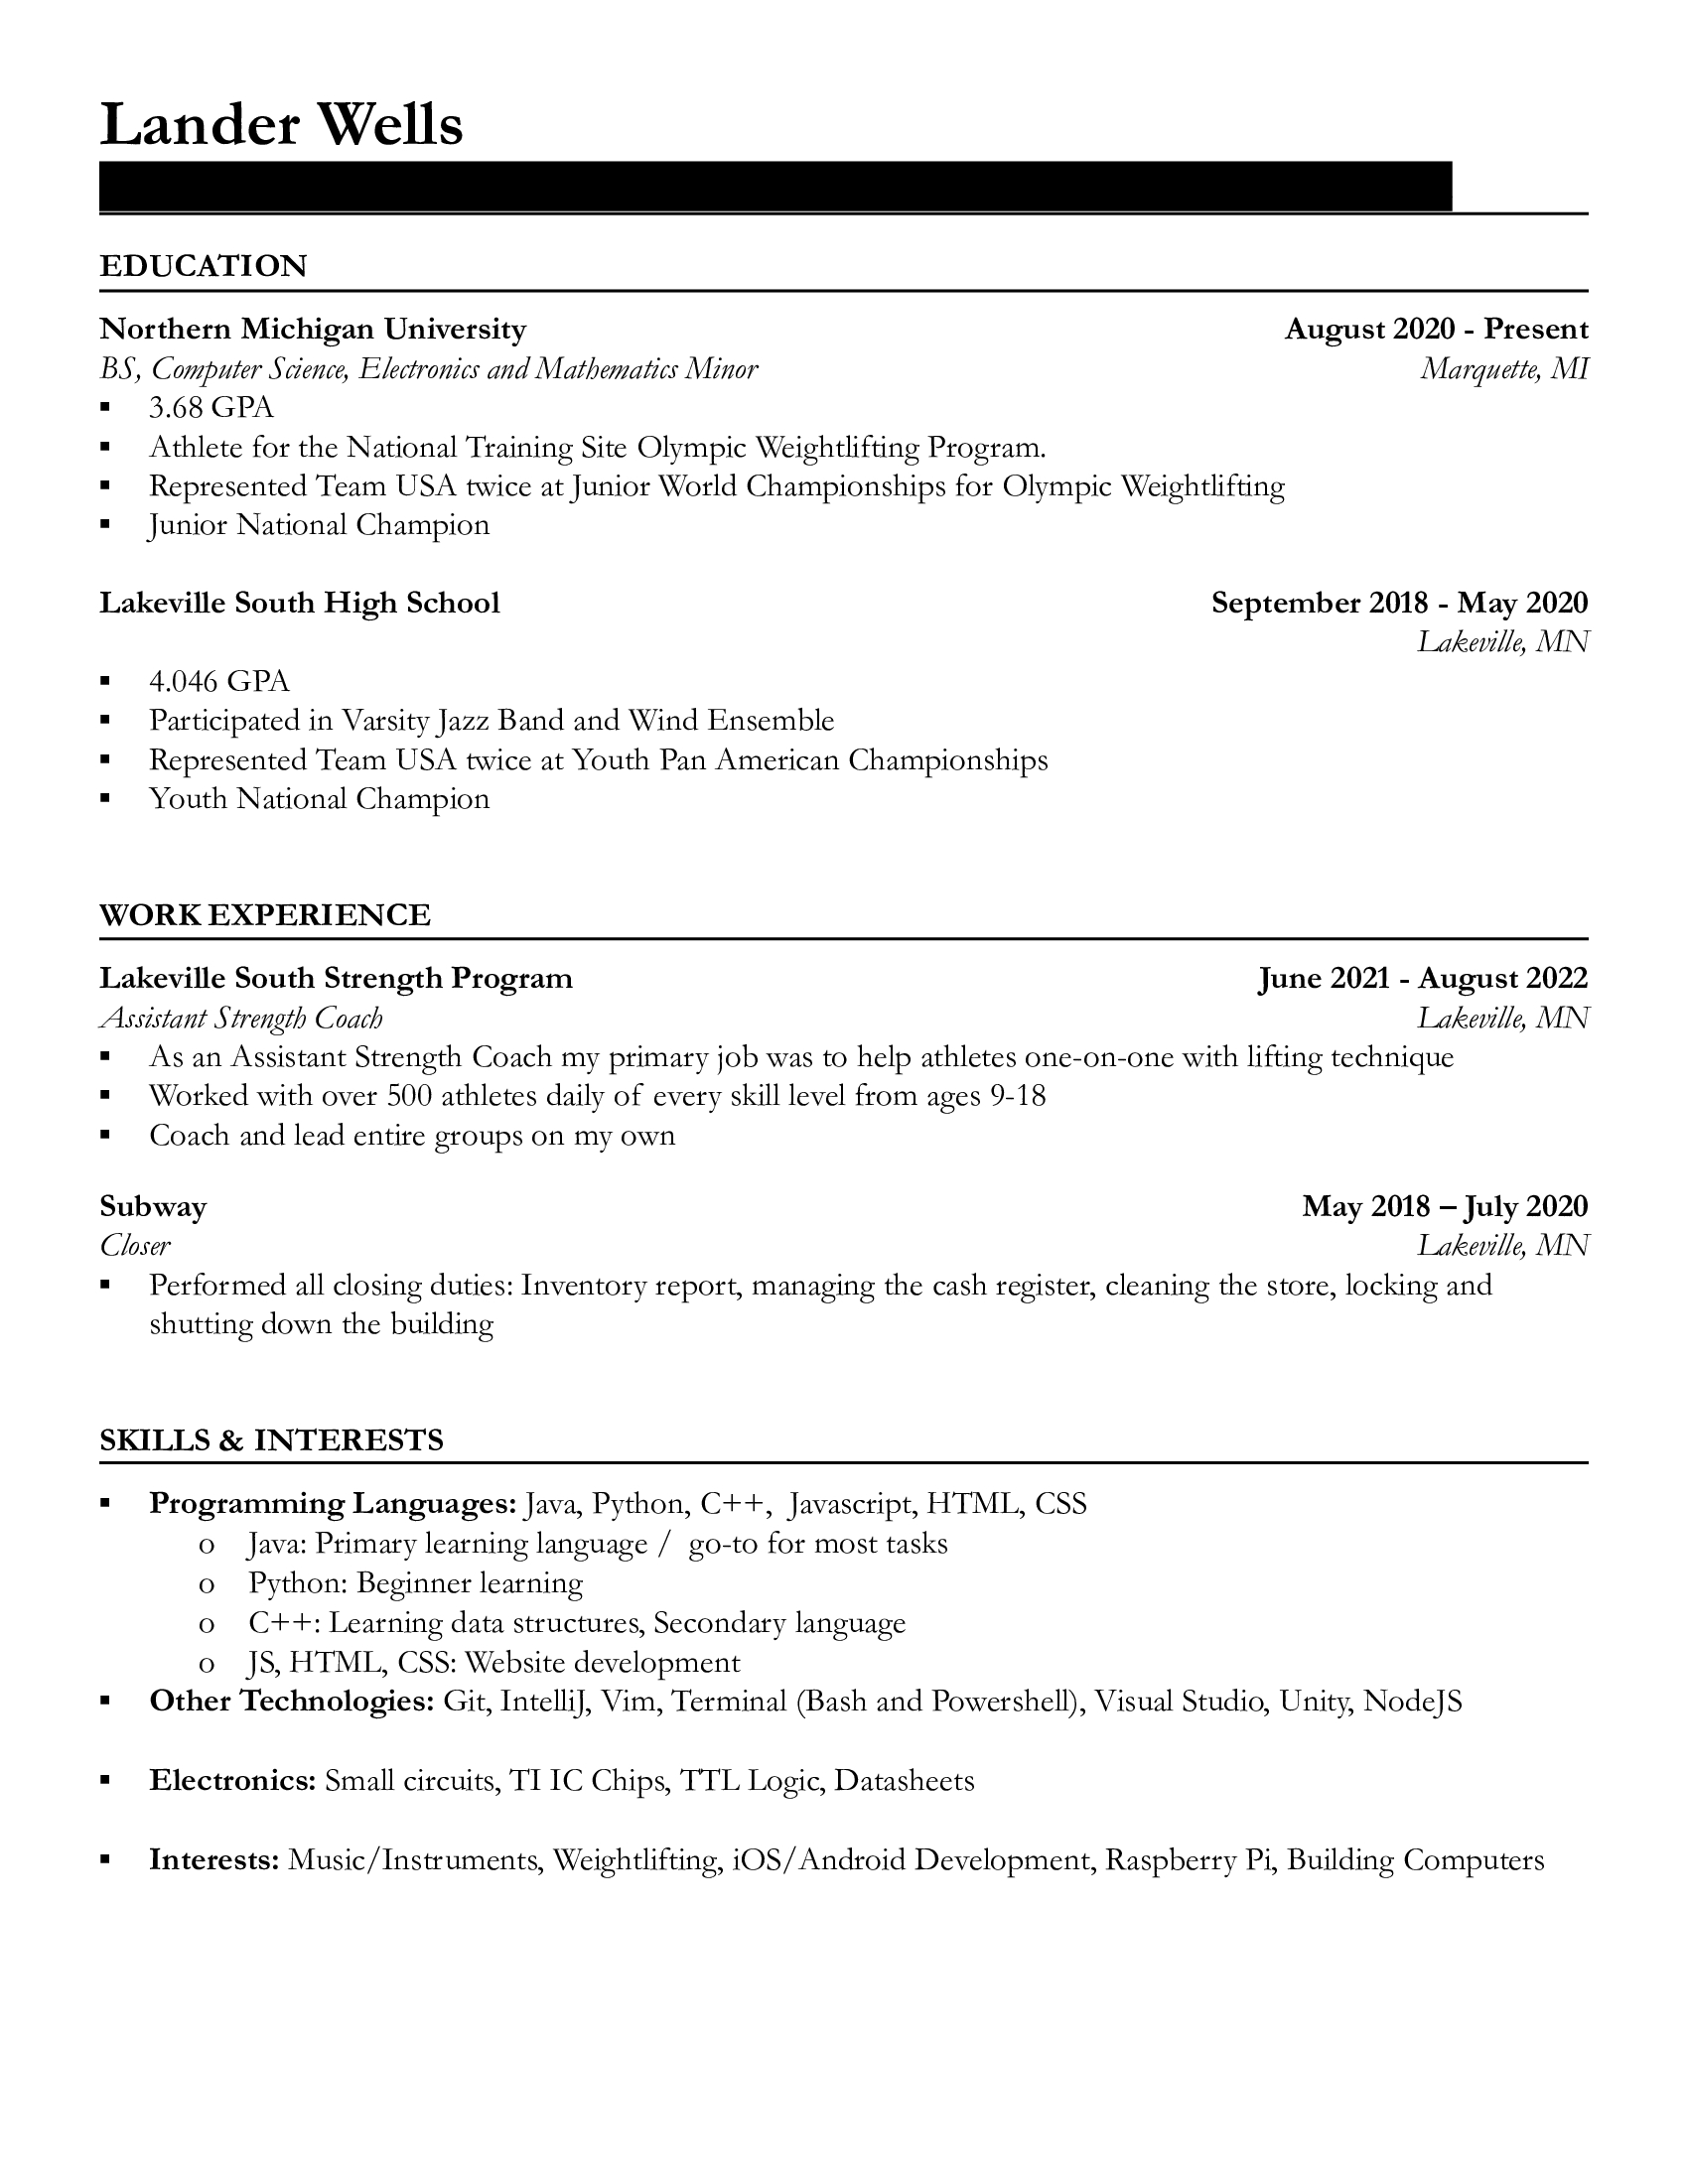 Lander Wells
EDUCATION
Northern Michigan University August 2020 - Present
BS, Computer Science, Electronics and Mathematics Minor Marquette, MI
▪ 3.68 GPA
▪ Athlete for the National Training Site Olympic Weightlifting Program.
▪ Represented Team USA twice at Junior World Championships for Olympic Weightlifting
▪ Junior National Champion
Lakeville South High School September 2018 - May 2020
Lakeville, MN
▪ 4.046 GPA
▪ Participated in Varsity Jazz Band and Wind Ensemble
▪ Represented Team USA twice at Youth Pan American Championships
▪ Youth National Champion
WORK EXPERIENCE
Lakeville South Strength Program June 2021 - August 2022
Assistant Strength Coach Lakeville, MN
▪ As an Assistant Strength Coach my primary job was to help athletes one-on-one with lifting technique
▪ Worked with over 500 athletes daily of every skill level from ages 9-18
▪ Coach and lead entire groups on my own
Subway May 2018 – July 2020
Closer Lakeville, MN
▪ Performed all closing duties: Inventory report, managing the cash register, cleaning the store, locking and
shutting down the building
SKILLS & INTERESTS
▪ Programming Languages: Java, Python, C++, Javascript, HTML, CSS
o Java: Primary learning language / go-to for most tasks
o Python: Beginner learning
o C++: Learning data structures, Secondary language
o JS, HTML, CSS: Website development
▪ Other Technologies: Git, IntelliJ, Vim, Terminal (Bash and Powershell), Visual Studio, Unity, NodeJS
▪ Electronics: Small circuits, TI IC Chips, TTL Logic, Datasheets
▪ Interests: Music/Instruments, Weightlifting, iOS/Android Development, Raspberry Pi, Building Computers